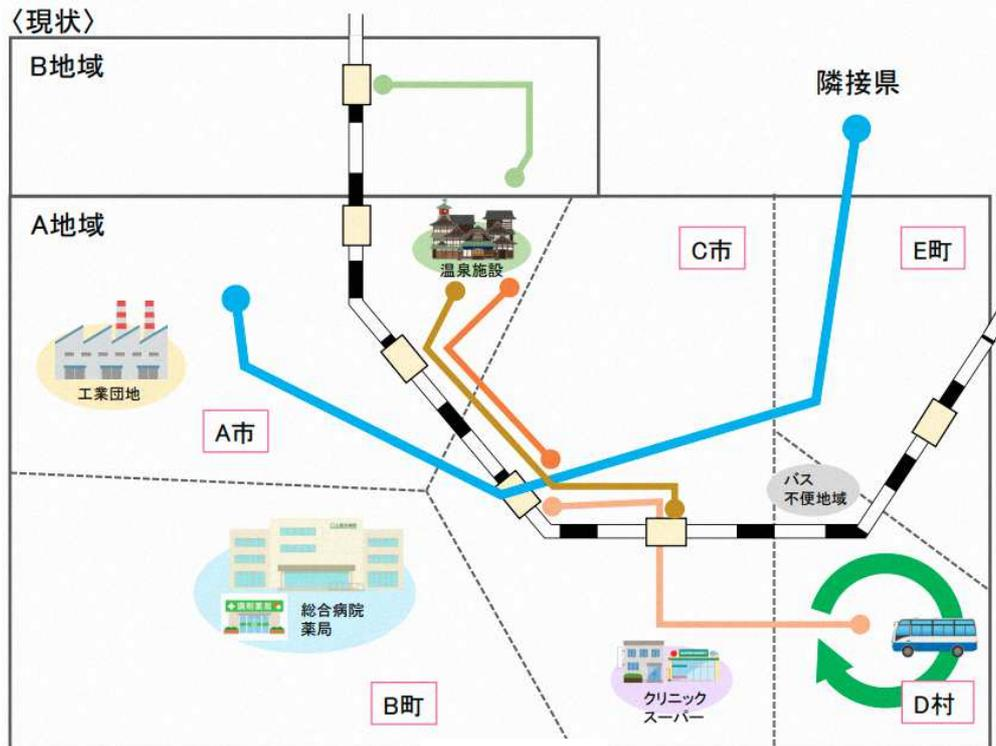 〈現状〉
B地域
隣接県
A地域
C市
E町
温泉施設
工業団地
A市
バス
不便地域
総合病院
薬局
クリニック
スーパー
B町
D村